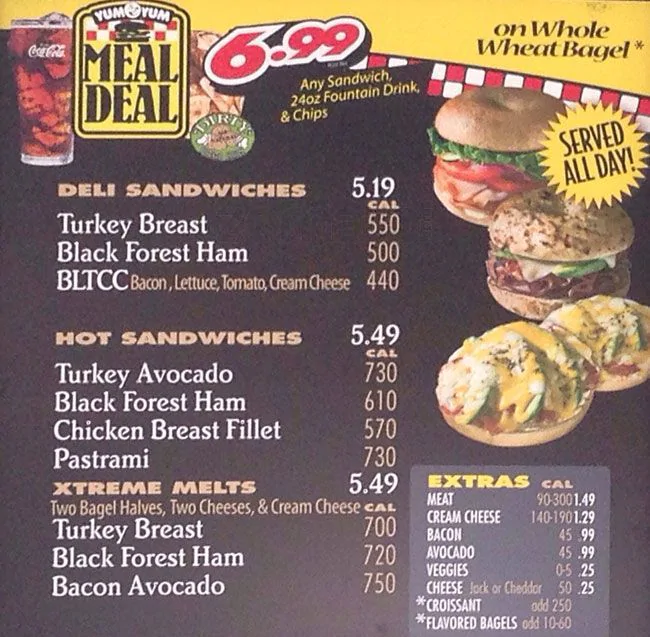 YUM YUM
MEAL
DEAL
Coca-Cola
6.99
Any Sandwich,
24oz Fountain Drink,
& Chips
DIRTY
on Whole
Wheat Bagel *
SERVED
ALL DAY!
DELI SANDWICHES 5.19
CAL
Turkey Breast 550
Black Forest Ham 500
BLTCC Bacon, Lettuce, Tomato, Cream Cheese 440
HOT SANDWICHES 5.49
CAL
Turkey Avocado 730
Black Forest Ham 610
Chicken Breast Fillet 570
Pastrami 730
XTREME MELTS 5.49
Two Bagel Halves, Two Cheeses, & Cream Cheese CAL
Turkey Breast 700
Black Forest Ham 720
Bacon Avocado 750
EXTRAS CAL
MEAT 90-300 1.49
CREAM CHEESE 140-190 1.29
BACON 45 .99
AVOCADO 45 .99
VEGGIES 0-5 .25
CHEESE Jack or Cheddar 50 .25
*CROISSANT add 250
*FLAVORED BAGELS add 10-60